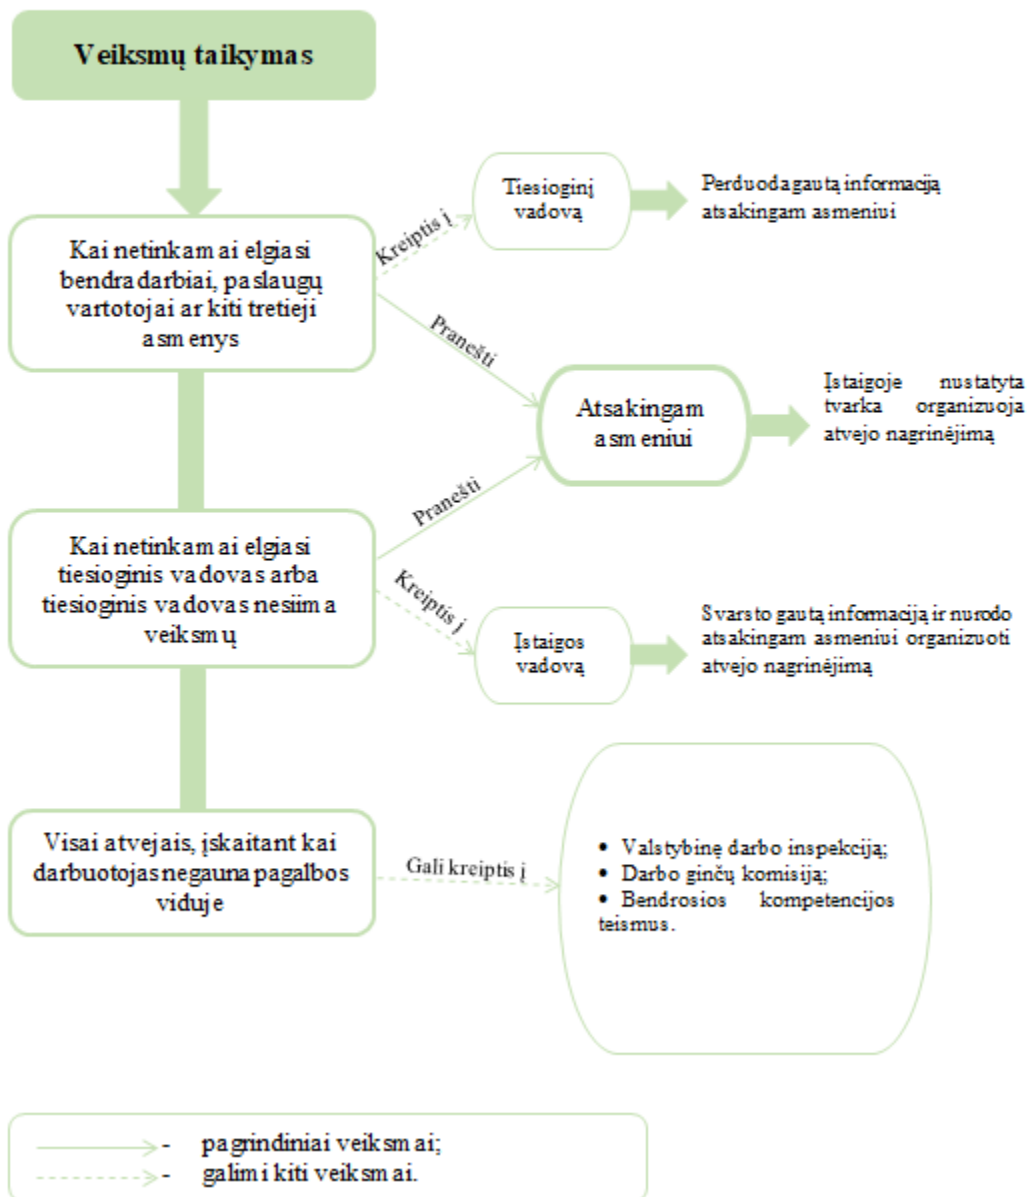 Veiksmų taikymas
Kai netinkamai elgiasi
bendradarbiai, paslaugų
vartotojai ar kiti tretieji
asmenys
Kreiptis į
Tiesioginį
vadovą
Perduoda gautą informaciją
atsakingam asmeniui
Pranešti
Atsakingam
asmeniui
Įstaigoje nustatyta
tvarka organizuoja
atvejo nagrinėjimą
Pranešti
Kai netinkamai elgiasi
tiesioginis vadovas arba
tiesioginis vadovas nesiima
veiksmų
Kreiptis į
Įstaigos
vadovą
Svarsto gautą informaciją ir nurodo
atsakingam asmeniui organizuoti
atvejo nagrinėjimą
Visai atvejais, įskaitant kai
darbuotojas negauna pagalbos
viduje
Gali kreiptis į
• Valstybinę darbo inspekciją;
• Darbo ginčų komisiją;
• Bendrosios kompetencijos
teismus.
- pagrindiniai veiksmai;
- galimi kiti veiksmai.